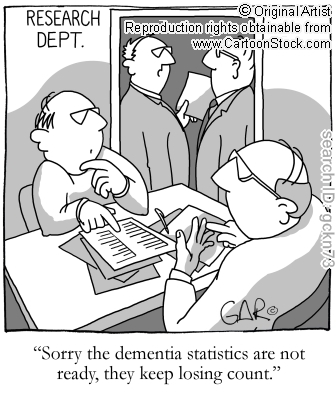 © Original Artist
Reproduction rights obtainable from
www.CartoonStock.com
RESEARCH
DEPT.
search ID: gckn73
GAR©
“Sorry the dementia statistics are not
ready, they keep losing count.”